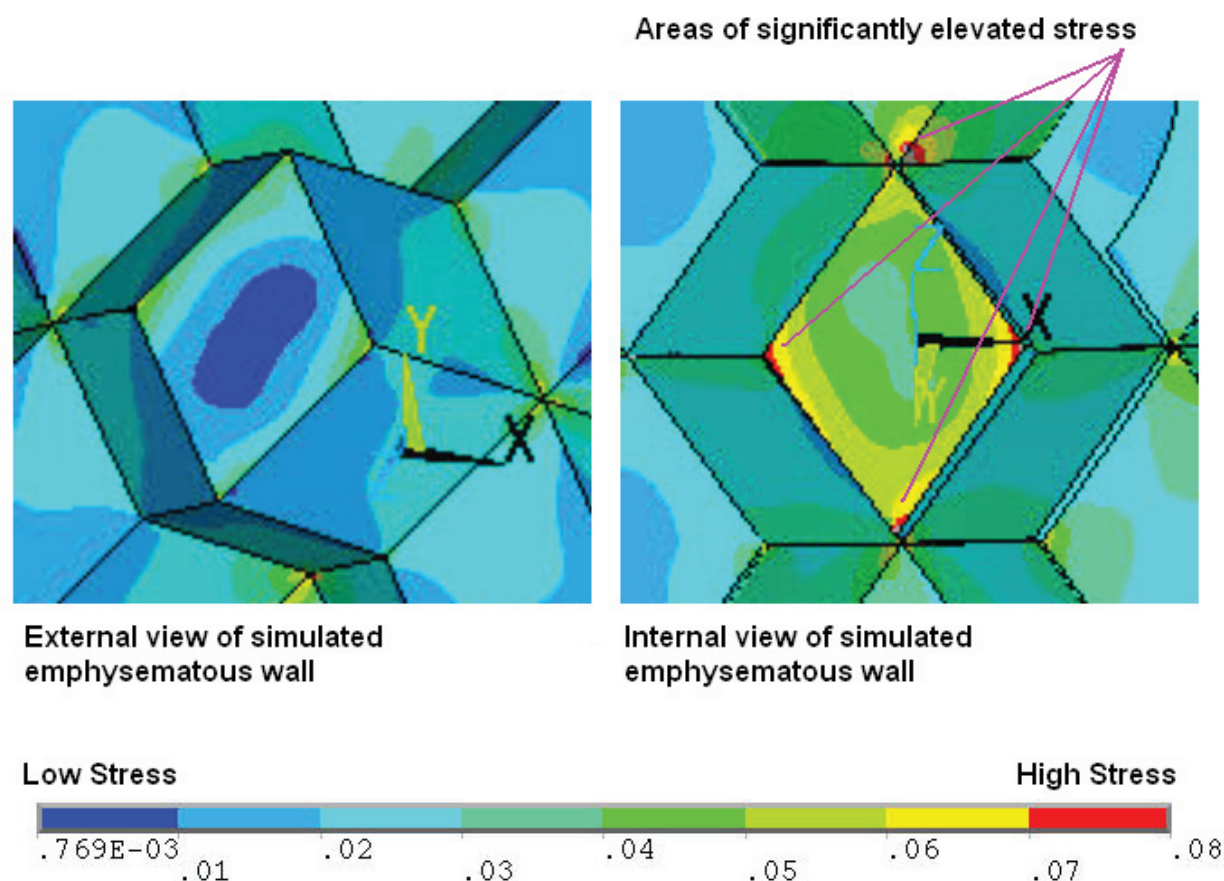 Areas of significantly elevated stress
Y
X
Z
X
Y
External view of simulated
emphysematous wall
Internal view of simulated
emphysematous wall
Low Stress
High Stress
.769E-03
.01
.02
.03
.04
.05
.06
.07
.08